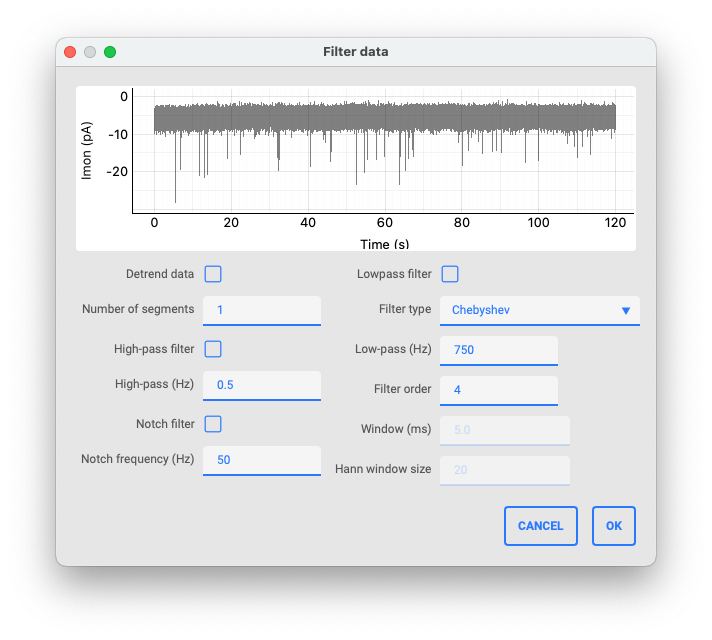 Filter data
0
-10
-20
Imon (pA)
0 20 40 60 80 100 120
Time (s)
Detrend data
Lowpass filter
Number of segments 1
Filter type Chebyshev
High-pass filter
Low-pass (Hz) 750
High-pass (Hz) 0.5
Filter order 4
Notch filter
Window (ms) 5.0
Notch frequency (Hz) 50
Hann window size 20
CANCEL OK